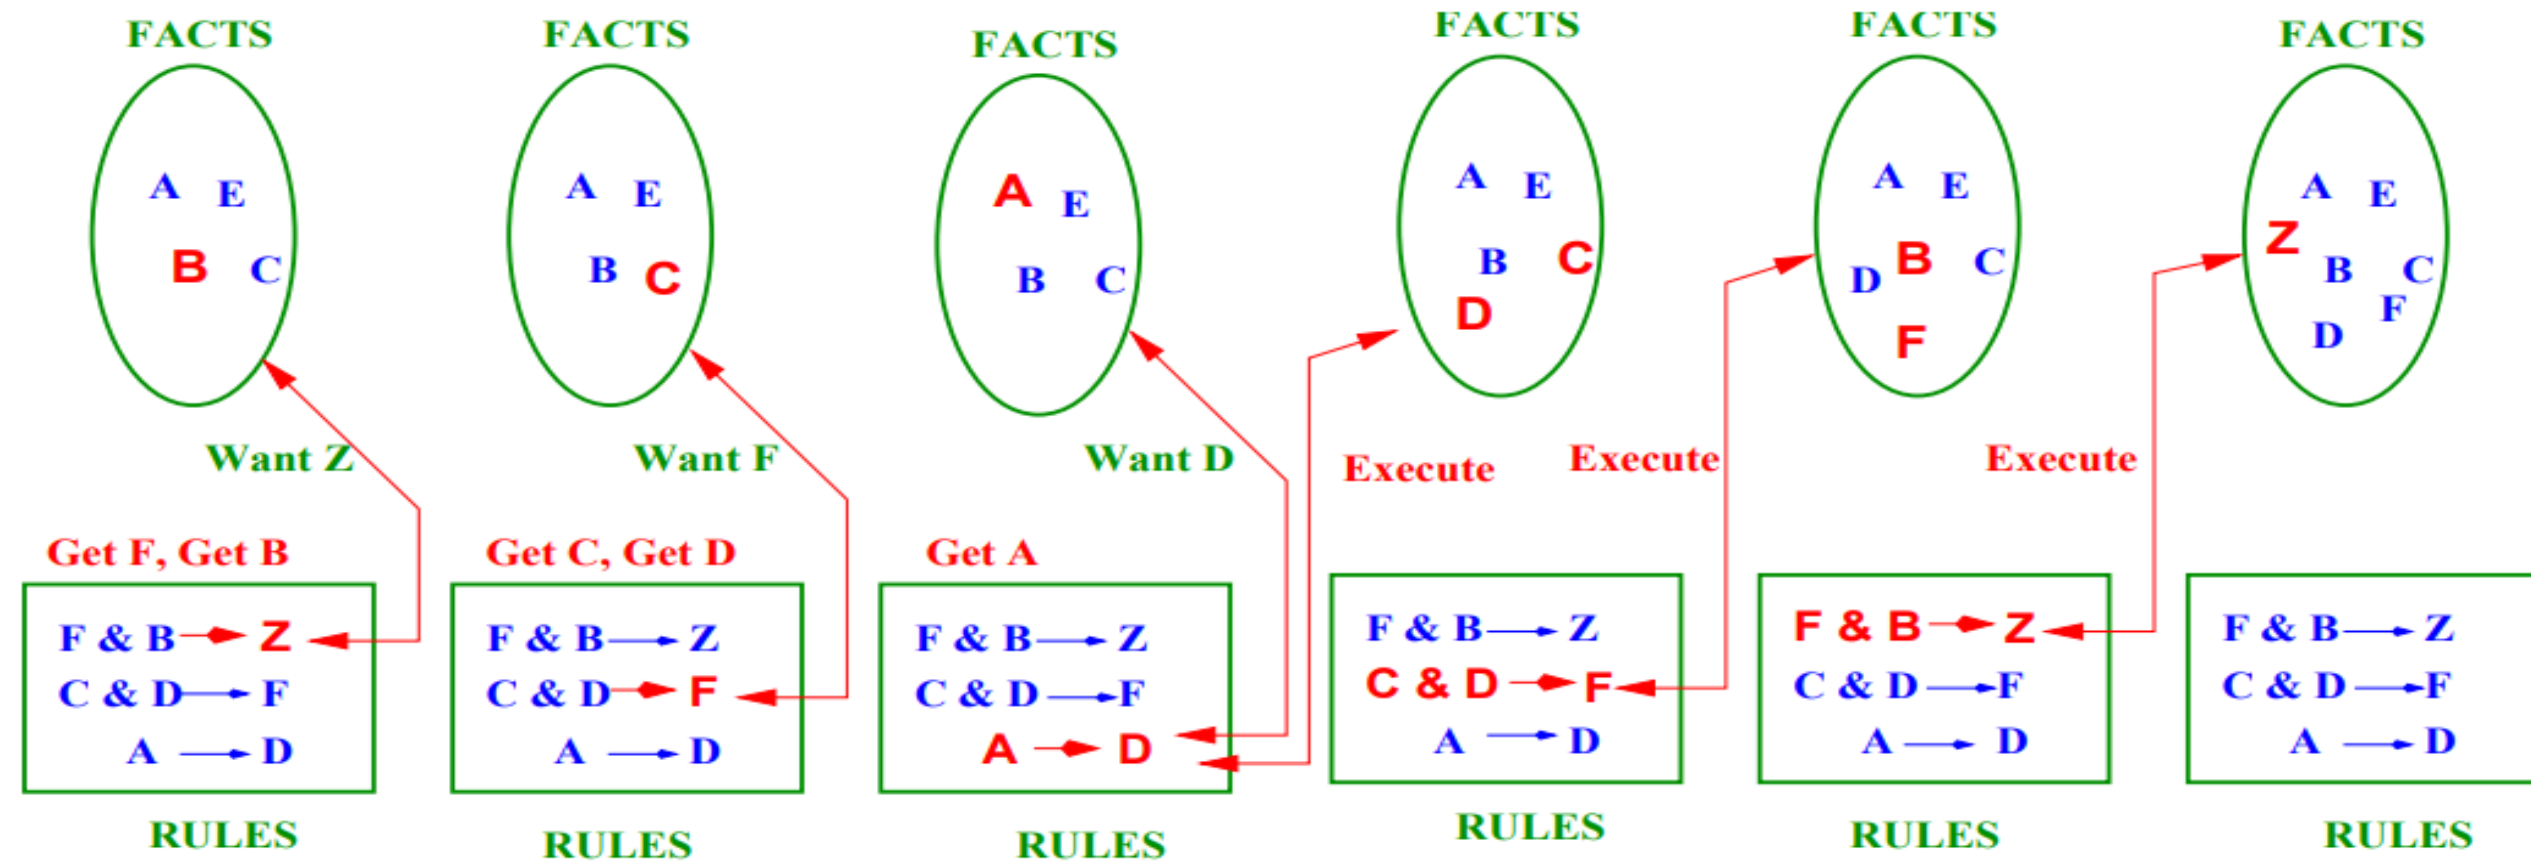 FACTS
A E
B C
Want Z
Get F, Get B
F & B Z
C & D F
A D
RULES
FACTS
A E
B C
Want F
Get C, Get D
F & B Z
C & D F
A D
RULES
FACTS
A E
B C
Want D
Get A
F & B Z
C & D F
A D
RULES
FACTS
A E
B C
D
Execute
F & B Z
C & D F
A D
RULES
FACTS
A E
D B C
F
Execute
F & B Z
C & D F
A D
RULES
FACTS
A E
Z B C
F
D
Execute
F & B Z
C & D F
A D
RULES